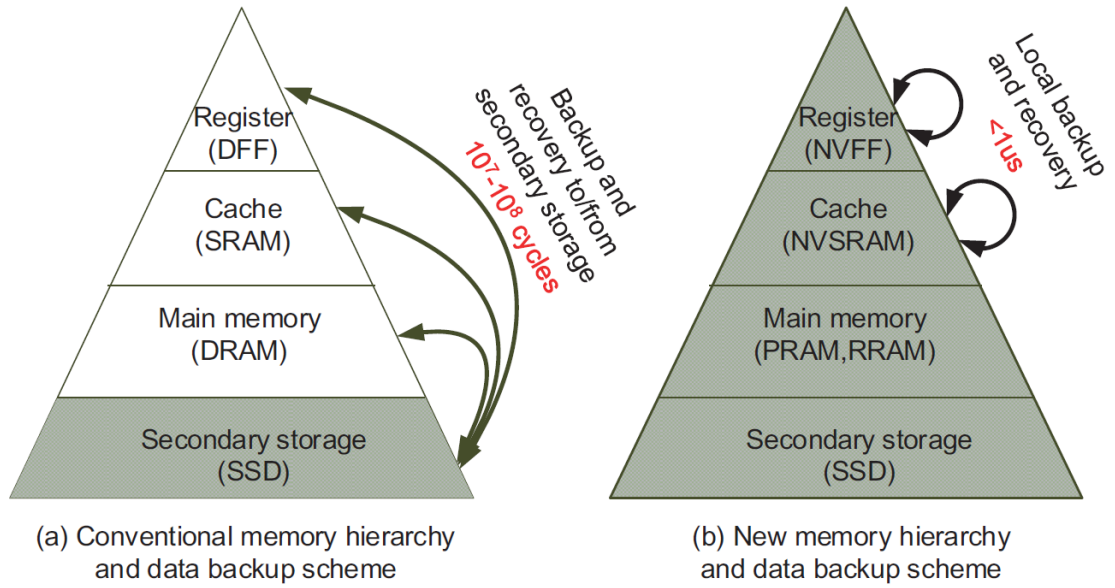 Register
(DFF)
Cache
(SRAM)
Main memory
(DRAM)
Secondary storage
(SSD)
Backup and
recovery to/from
secondary storage
10⁷-10⁸ cycles
(a) Conventional memory hierarchy
and data backup scheme
Register
(NVFF)
Cache
(NVSRAM)
Main memory
(PRAM,RRAM)
Secondary storage
(SSD)
Local backup
and recovery
<1us
(b) New memory hierarchy
and data backup scheme